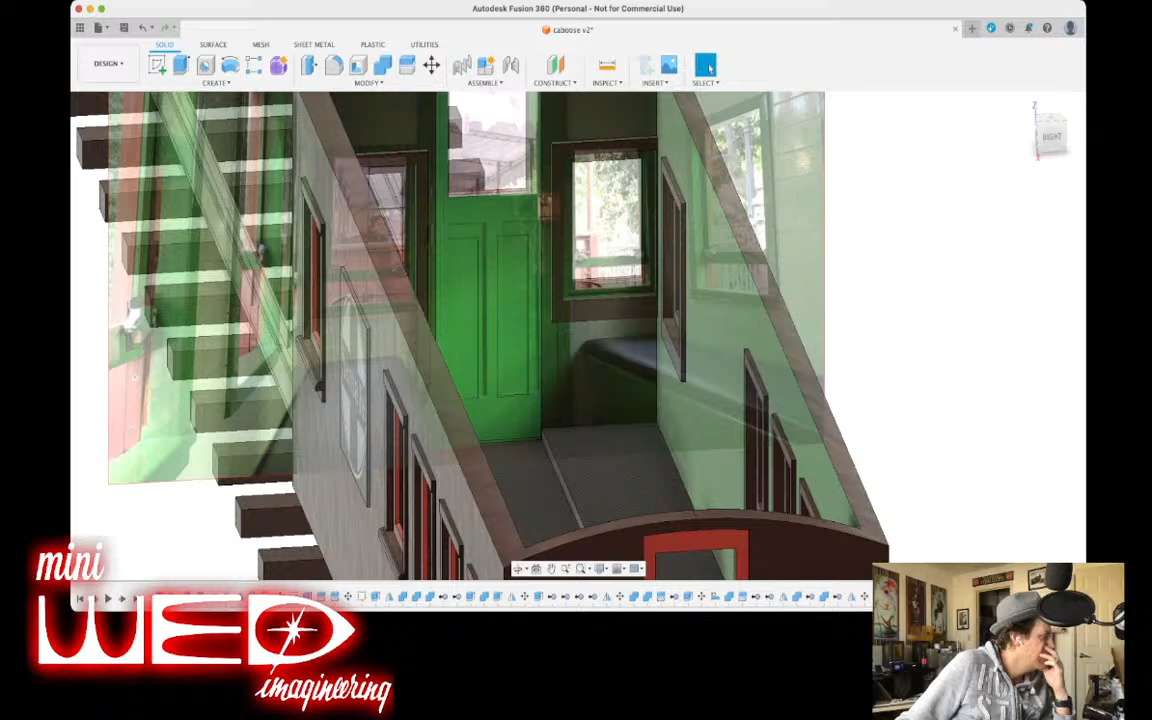 Autodesk Fusion 360 (Personal - Not for Commercial Use)
caboose v2*
SOLID SURFACE MESH SHEET METAL PLASTIC UTILITIES
DESIGN
CREATE MODIFY ASSEMBLE CONSTRUCT INSPECT INSERT SELECT
Z
RIGHT
X
mini
WED
imagineering